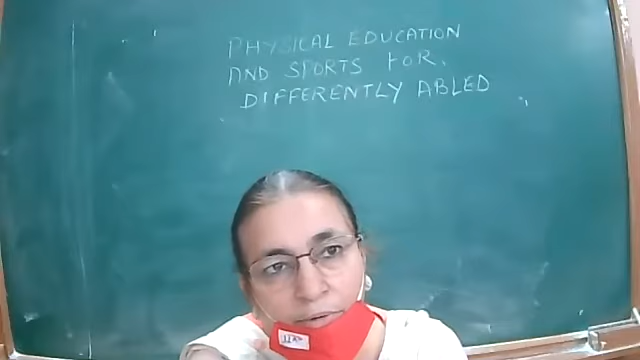 PHYSICAL EDUCATION
AND SPORTS FOR.
DIFFERENTLY ABLED